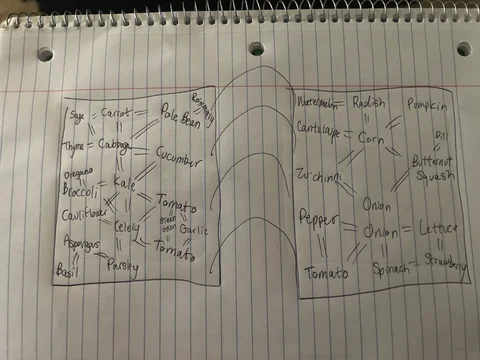 Rosemary
Sage Carrot Pole Bean
Thyme Cabbage Cucumber
Oregano
Broccoli Kale Tomato
Cauliflower Celery Green Onion Garlic
Asparagus Tomato
Basil Parsley
Watermelon Radish Pumpkin
Cantelope Corn Dill
Zucchini Butternut Squash
Onion
Pepper Onion Lettuce
Tomato Spinach Strawberry